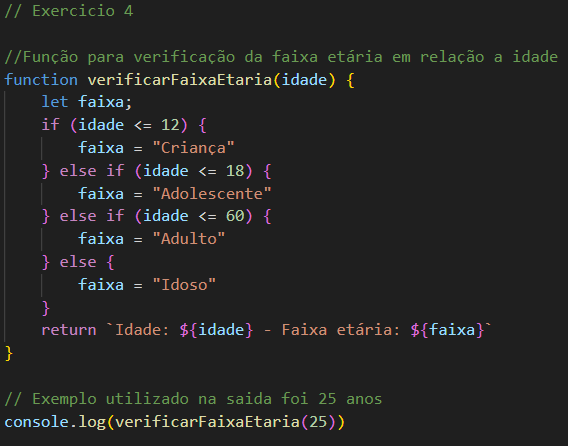 // Exercicio 4
//Função para verificação da faixa etária em relação a idade
function verificarFaixaEtaria(idade) {
    let faixa;
    if (idade <= 12) {
        faixa = "Criança"
    } else if (idade <= 18) {
        faixa = "Adolescente"
    } else if (idade <= 60) {
        faixa = "Adulto"
    } else {
        faixa = "Idoso"
    }
    return `Idade: ${idade} - Faixa etária: ${faixa}`
}
// Exemplo utilizado na saida foi 25 anos
console.log(verificarFaixaEtaria(25))